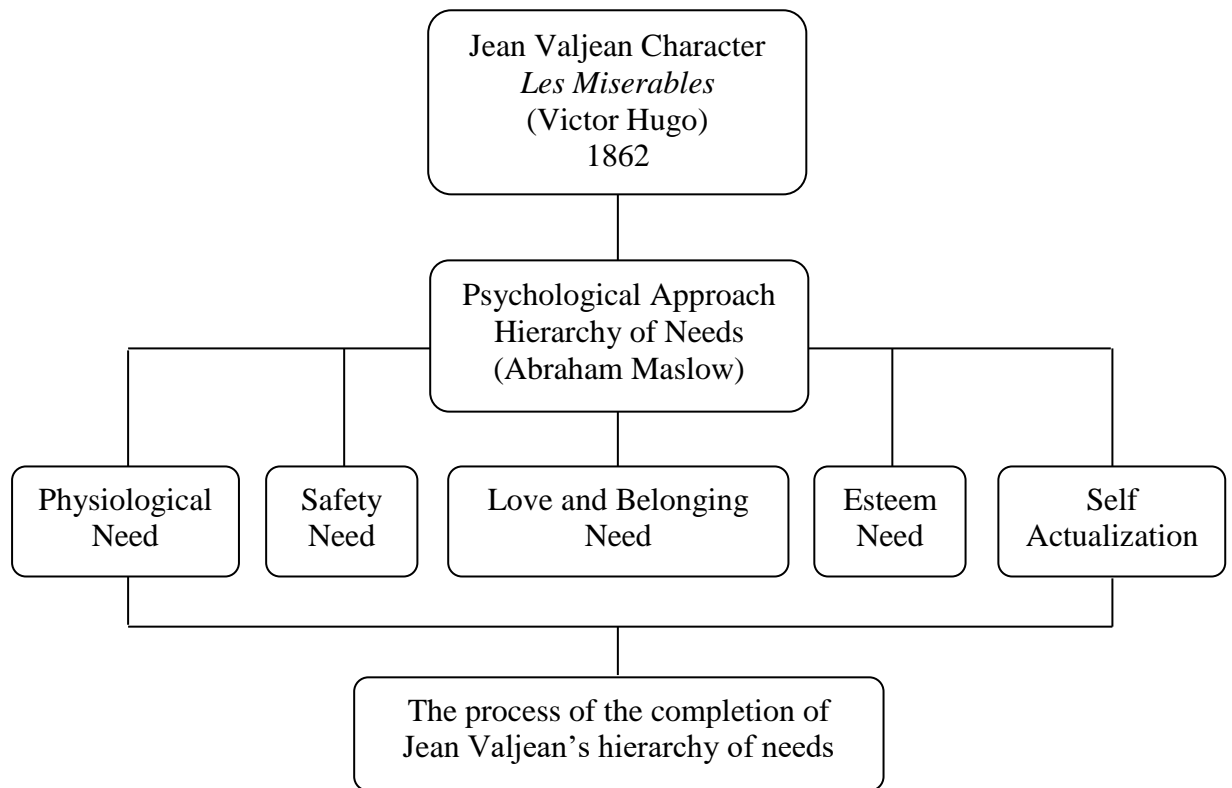 Jean Valjean Character
Les Miserables
(Victor Hugo)
1862
Psychological Approach
Hierarchy of Needs
(Abraham Maslow)
Physiological
Need
Safety
Need
Love and Belonging
Need
Esteem
Need
Self
Actualization
The process of the completion of
Jean Valjean’s hierarchy of needs